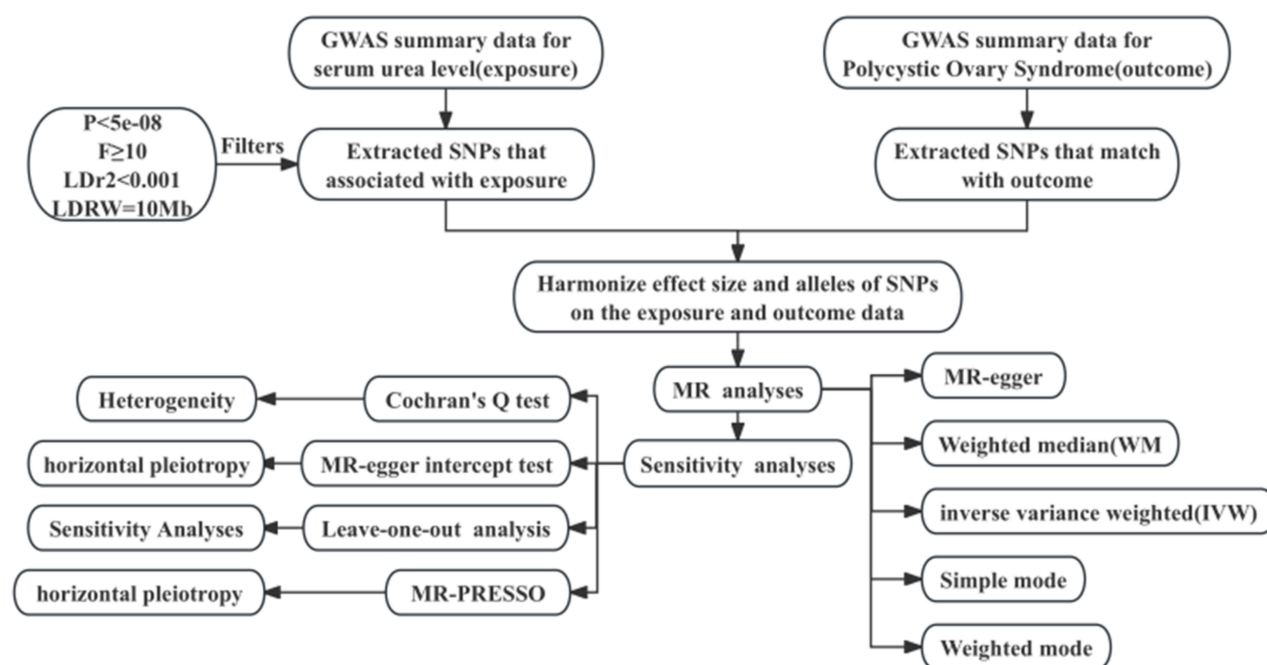 GWAS summary data for
serum urea level(exposure)
GWAS summary data for
Polycystic Ovary Syndrome(outcome)
P<5e-08
F≥10
LDr2<0.001
LDRW=10Mb
Filters
Extracted SNPs that
associated with exposure
Extracted SNPs that match
with outcome
Harmonize effect size and alleles of SNPs
on the exposure and outcome data
MR analyses
MR-egger
Weighted median(WM
inverse variance weighted(IVW)
Simple mode
Weighted mode
Sensitivity analyses
Cochran's Q test
Heterogeneity
MR-egger intercept test
horizontal pleiotropy
Leave-one-out analysis
Sensitivity Analyses
MR-PRESSO
horizontal pleiotropy